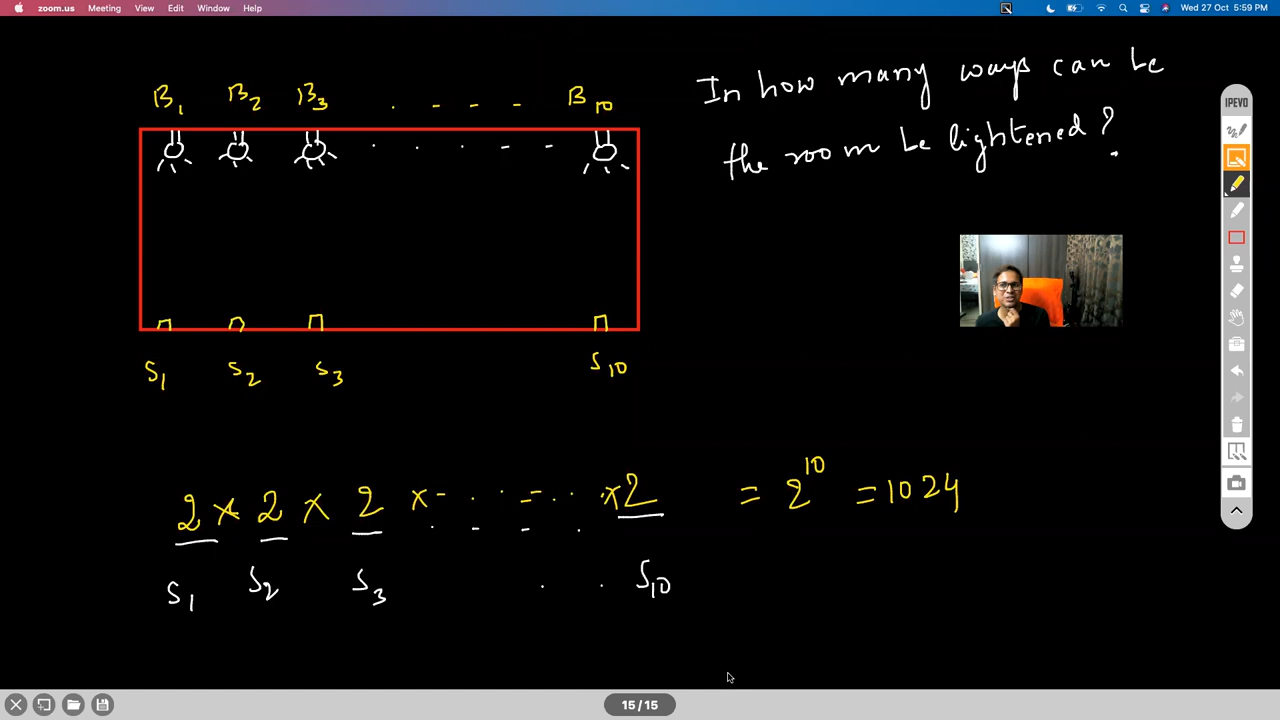 zoom.us Meeting View Edit Window Help Wed 27 Oct 5:59 PM
In how many ways can be
the room be lightened?
B1 B2 B3 . - - - B10
IPEVO
S1 S2 S3 S10
2 × 2 × 2 × - . . - . . × 2 = 2^10 = 1024
S1 S2 S3 . . S10
15/15